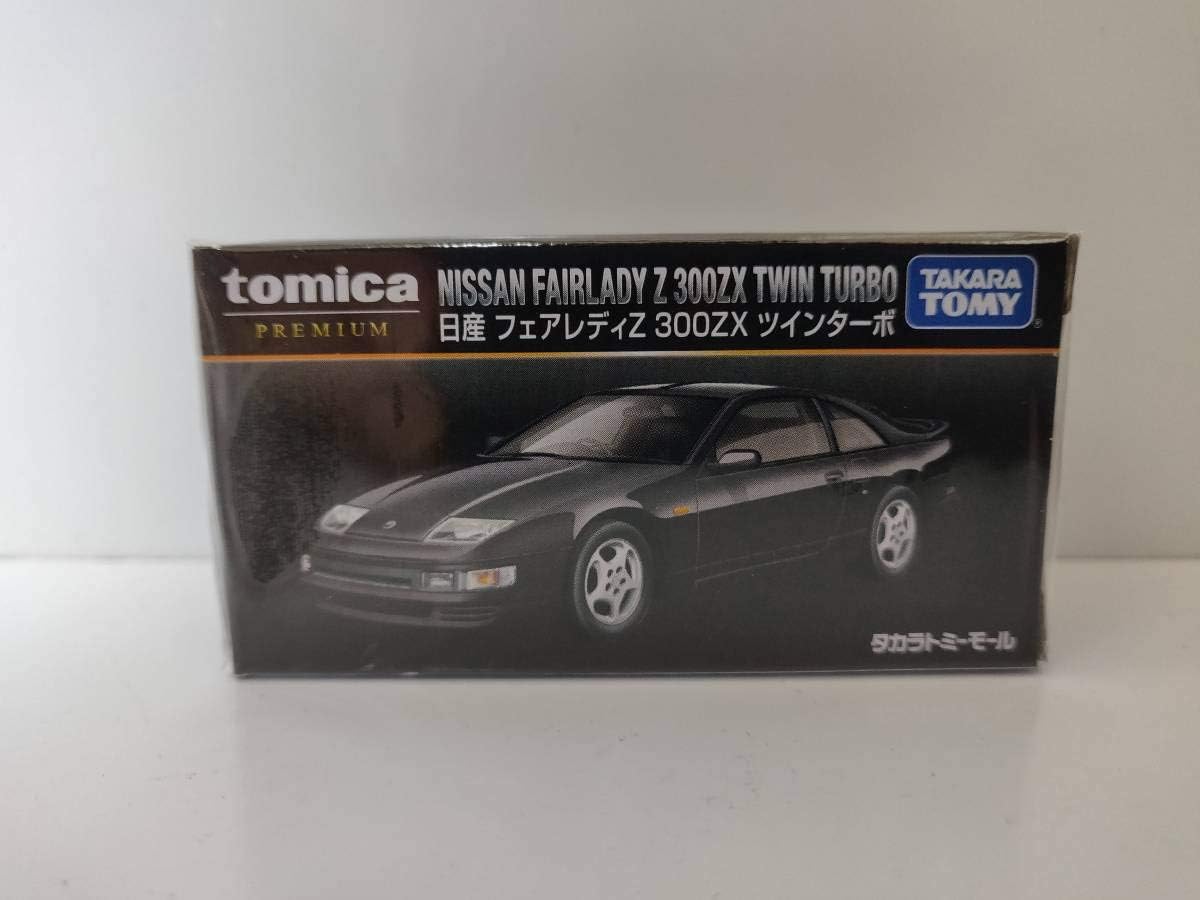 tomica
PREMIUM
NISSAN FAIRLADY Z 300ZX TWIN TURBO
日産 フェアレディZ 300ZX ツインターボ
TAKARA
TOMY®
タカラトミーモール